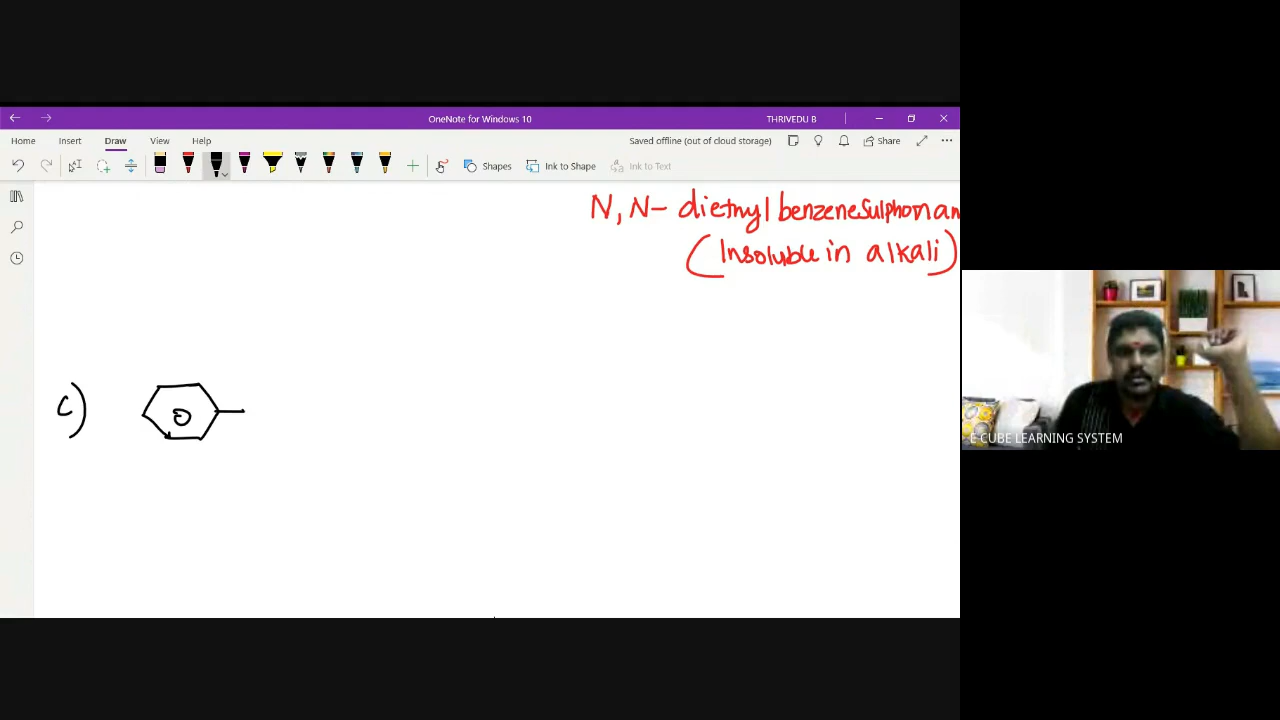 OneNote for Windows 10
THRIVEDU B
Home Insert Draw View Help
Saved offline (out of cloud storage)
Share
Shapes
Ink to Shape
Ink to Text
N, N- diethyl benzenesulphonam
(Insoluble in alkali)
c)
E CUBE LEARNING SYSTEM